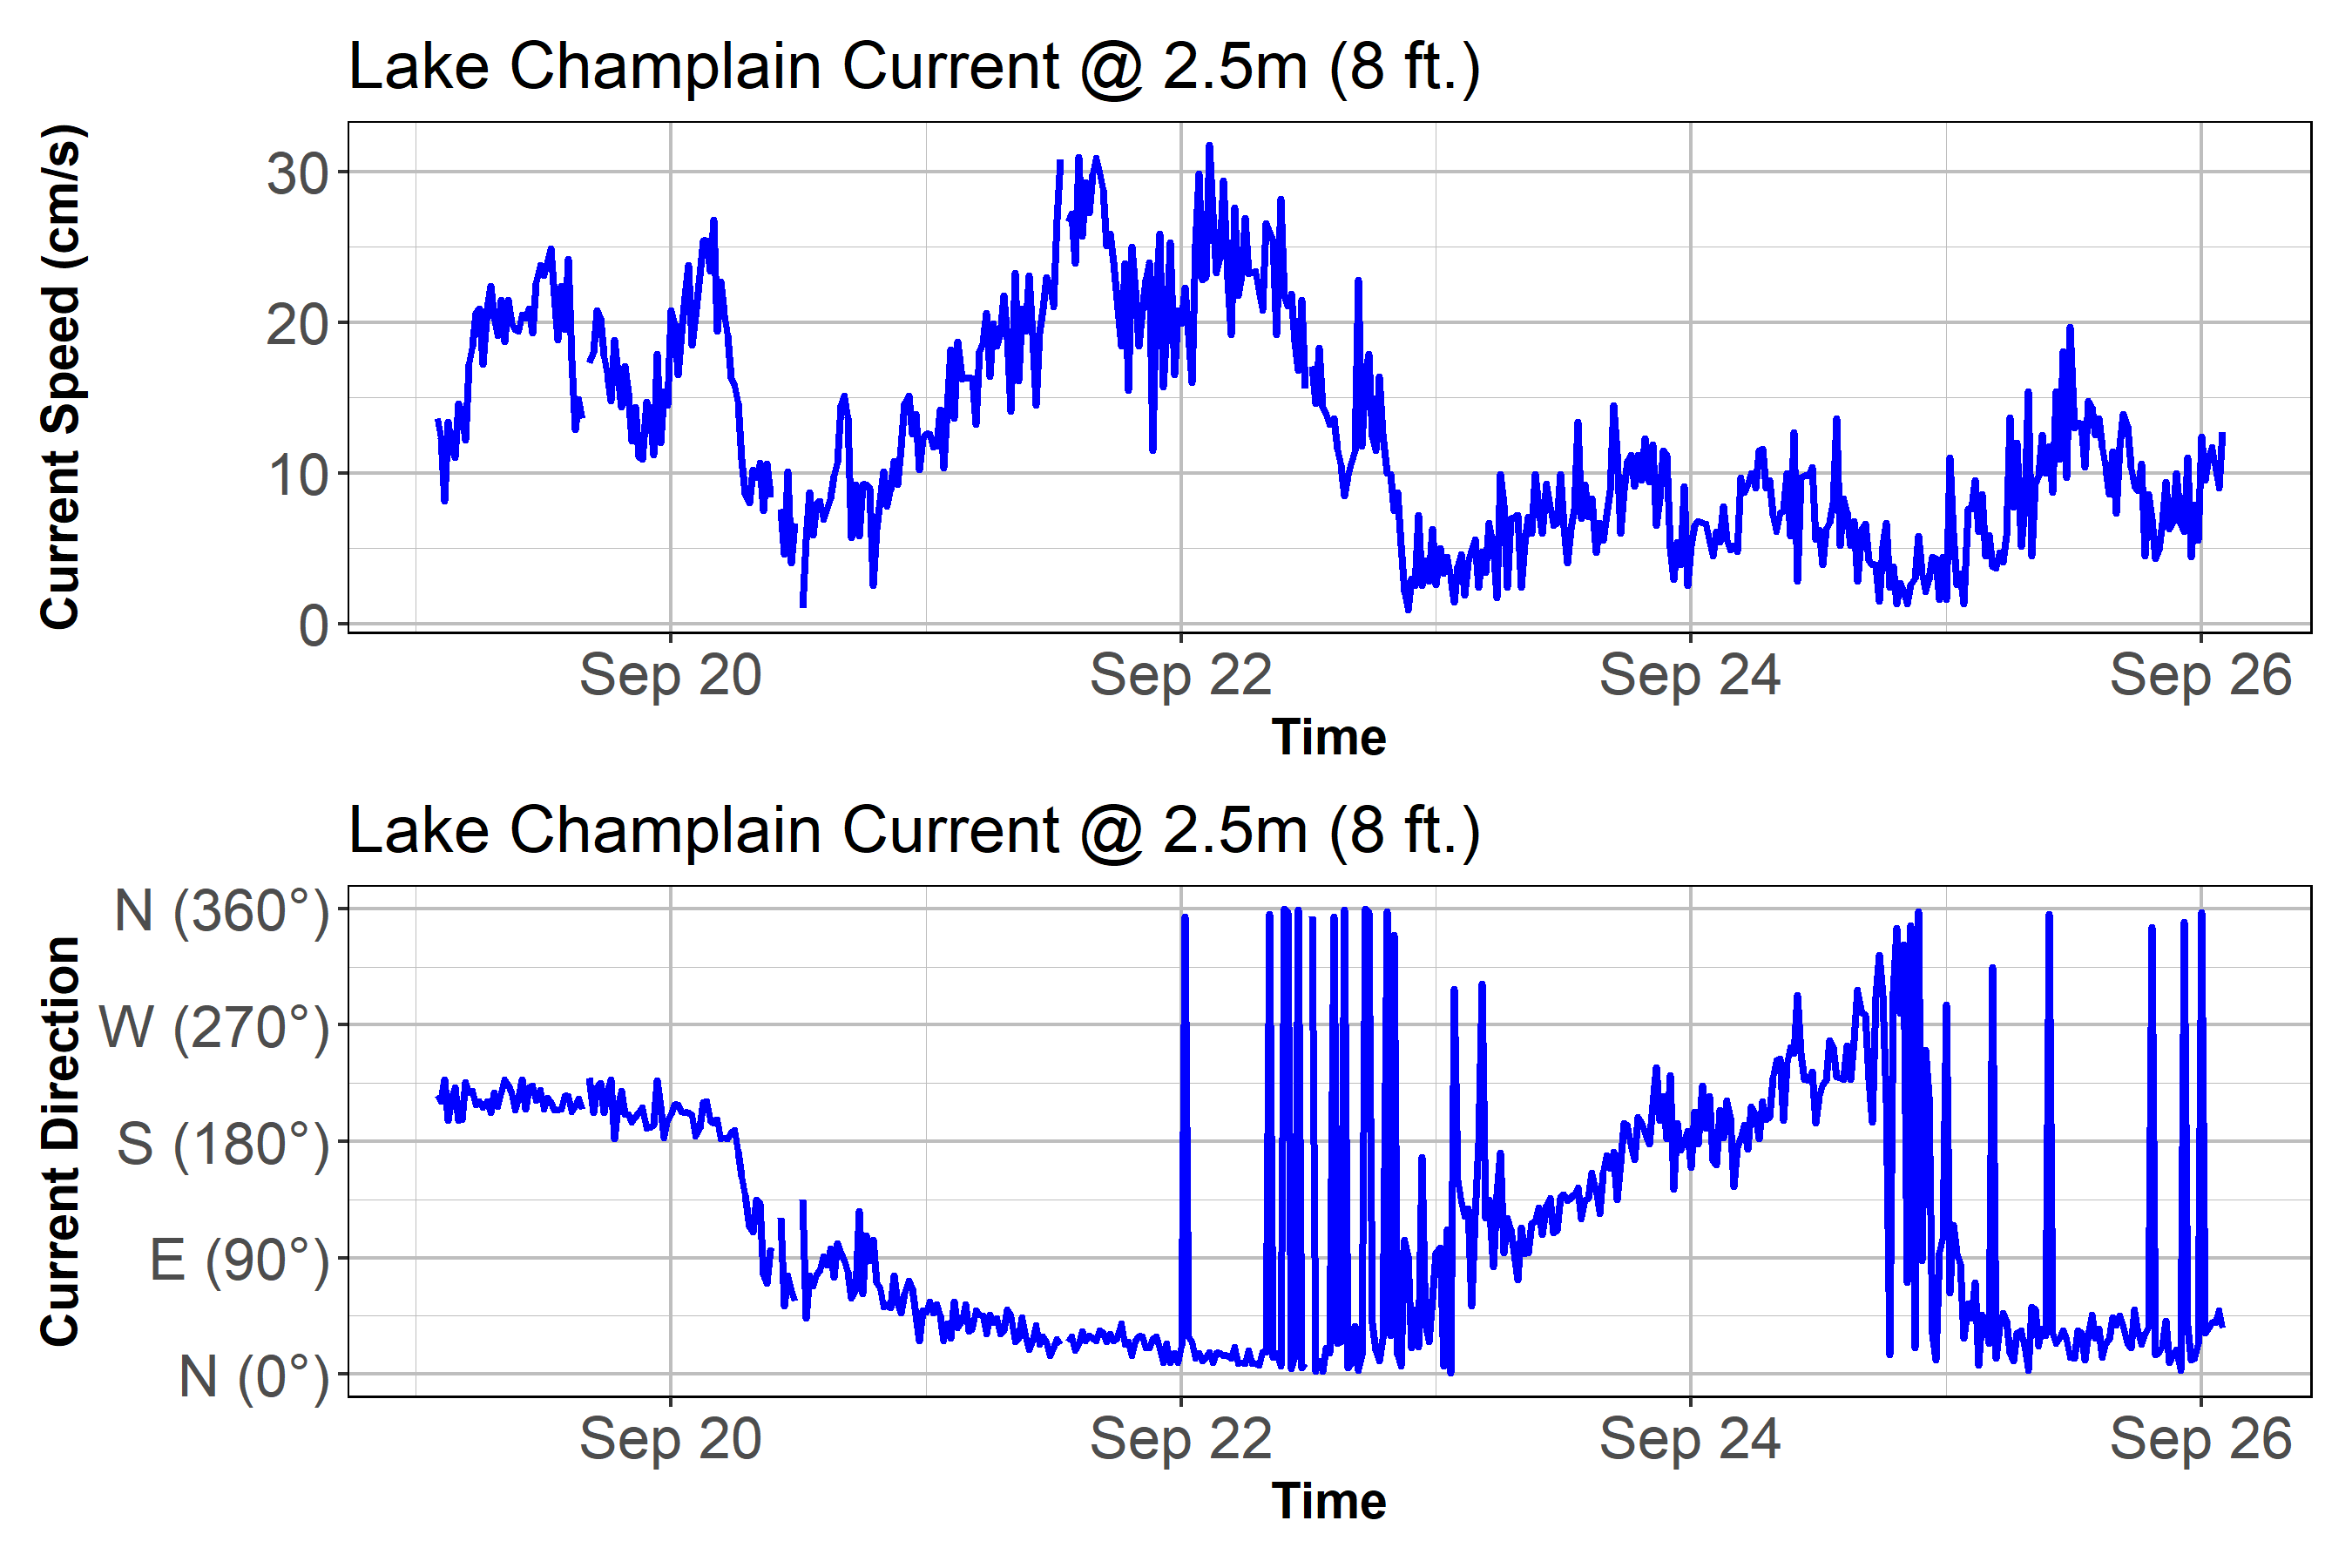 Lake Champlain Current @ 2.5m (8 ft.)
Current Speed (cm/s)
30
20
10
0
Sep 20 Sep 22 Sep 24 Sep 26
Time
Lake Champlain Current @ 2.5m (8 ft.)
Current Direction
N (360°)
W (270°)
S (180°)
E (90°)
N (0°)
Sep 20 Sep 22 Sep 24 Sep 26
Time